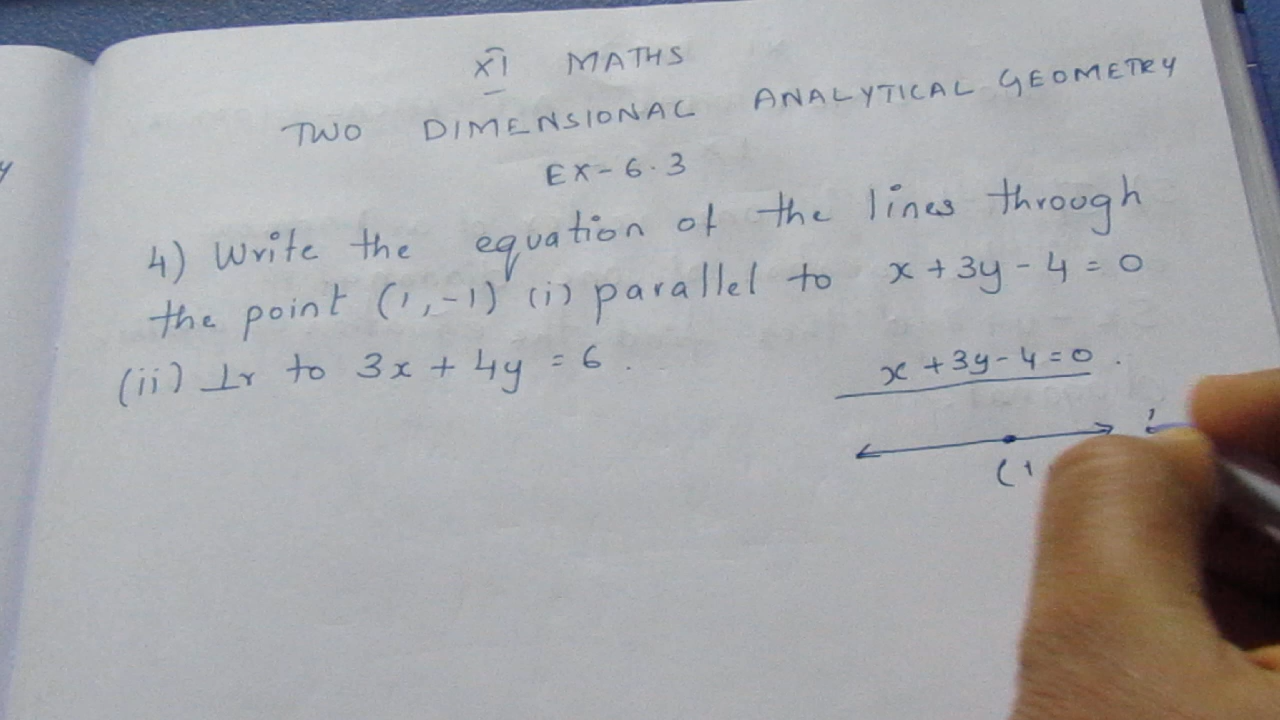 XI MATHS
TWO DIMENSIONAL ANALYTICAL GEOMETRY
EX-6.3
4) Write the equation of the lines through
the point (1,-1) (i) parallel to x+3y-4=0
(ii) ⊥r to 3x+4y=6.
x+3y-4=0.
(1